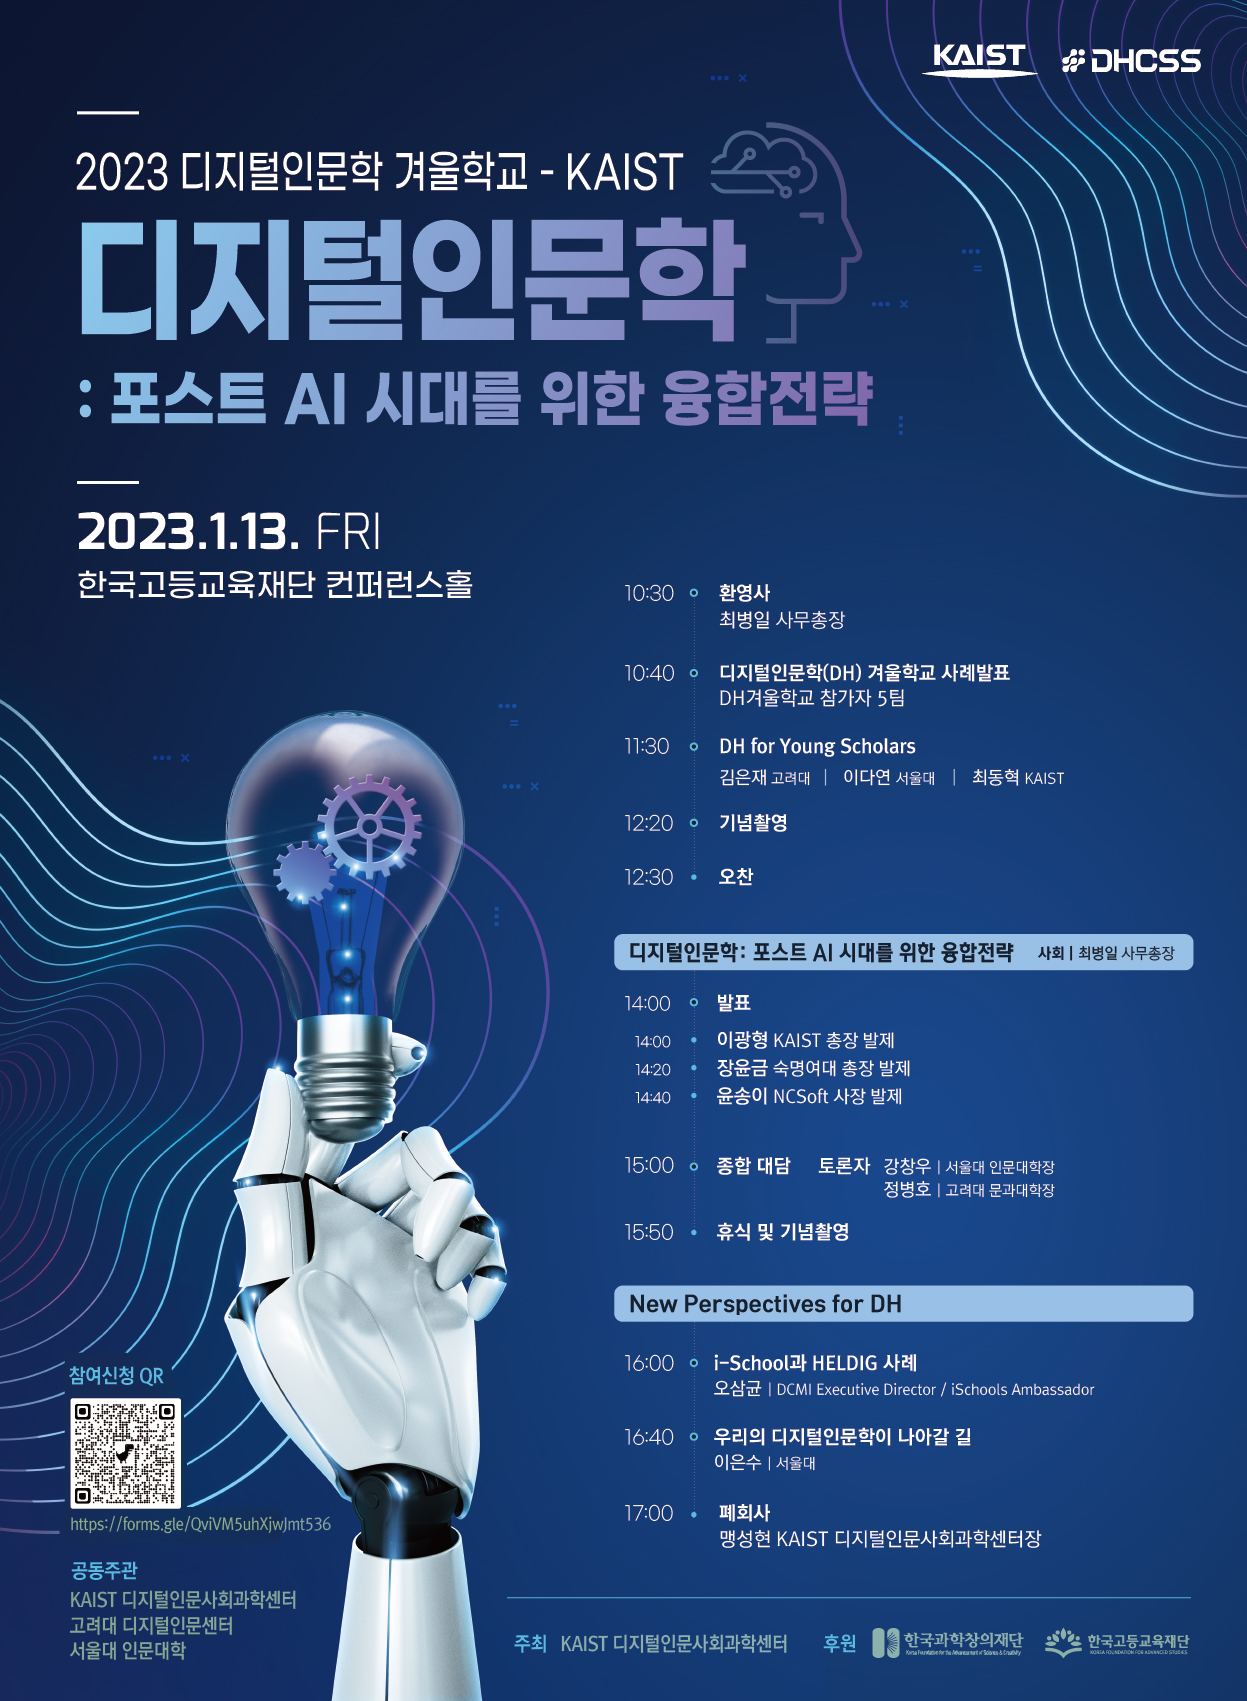 KAIST
DHCSS
2023 디지털인문학 겨울학교 - KAIST
디지털인문학
: 포스트 AI 시대를 위한 융합전략
2023.1.13. FRI
한국고등교육재단 컨퍼런스홀
10:30 환영사
최병일 사무총장
10:40 디지털인문학(DH) 겨울학교 사례발표
DH겨울학교 참가자 5팀
11:30 DH for Young Scholars
김은재 고려대 | 이다연 서울대 | 최동혁 KAIST
12:20 기념촬영
12:30 오찬
디지털인문학: 포스트 AI 시대를 위한 융합전략 사회 | 최병일 사무총장
14:00 발표
14:00 이광형 KAIST 총장 발제
14:20 장윤금 숙명여대 총장 발제
14:40 윤송이 NCSoft 사장 발제
15:00 종합 대담 토론자 강창우 | 서울대 인문대학장
정병호 | 고려대 문과대학장
15:50 휴식 및 기념촬영
New Perspectives for DH
16:00 i-School과 HELDIG 사례
오삼균 | DCMI Executive Director / iSchools Ambassador
16:40 우리의 디지털인문학이 나아갈 길
이은수 | 서울대
17:00 폐회사
맹성현 KAIST 디지털인문사회과학센터장
참여신청 QR
https://forms.gle/QviVM5uhXjwJmt536
공동주관
KAIST 디지털인문사회과학센터
고려대 디지털인문센터
서울대 인문대학
주최 KAIST 디지털인문사회과학센터 후원 한국과학창의재단 한국고등교육재단
Korea Foundation for the Advancement of Science & Creativity KOREA FOUNDATION FOR ADVANCED STUDIES